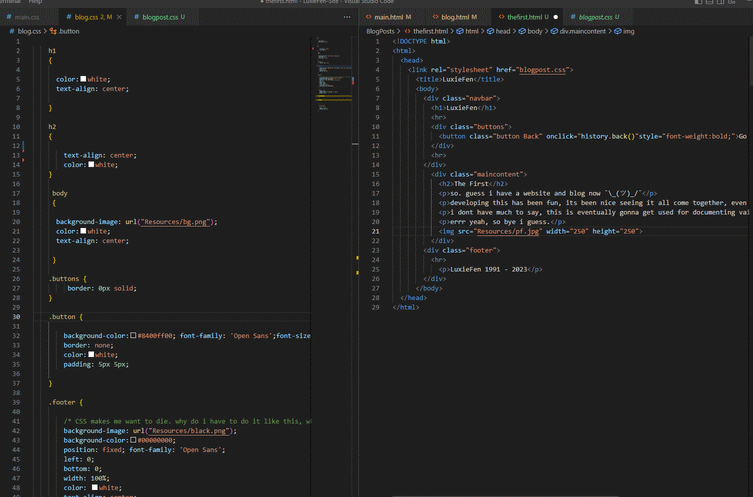 Terminal Help
thefirst.html - LuxieFen-Site - Visual Studio Code
main.css
blog.css 2, M
blogpost.css U
main.html M
blog.html M
thefirst.html U
blogpost.css U
blog.css > .button
BlogPosts > thefirst.html > html > head > body > div.maincontent > img
1
2 h1
3 {
4
5 color: white;
6 text-align: center;
7
8 }
9
10 h2
11 {
12
13 text-align: center;
14 color: white;
15 }
16
17 body
18 {
19
20 background-image: url("Resources/bg.png");
21 color: white;
22 text-align: center;
23
24 }
25
26 .buttons {
27 border: 0px solid;
28 }
29
30 .button {
31
32 background-color: #8400ff00; font-family: 'Open Sans';font-size
33 border: none;
34 color: white;
35 padding: 5px 5px;
36
37 }
38
39 .footer {
40
41 /* CSS makes me want to die. why do i have to do it like this, w
42 background-image: url("Resources/black.png");
43 background-color: #00000000;
44 position: fixed; font-family: 'Open Sans';
45 left: 0;
46 bottom: 0;
47 width: 100%;
48 color: white;
49 text-align: center;
1 <!DOCTYPE html>
2 <html>
3 <head>
4 <link rel="stylesheet" href="blogpost.css">
5 <title>LuxieFen</title>
6 <body>
7 <div class="navbar">
8 <h1>LuxieFen</h1>
9 <hr>
10 <div class="buttons">
11 <button class="button Back" onclick="history.back()"style="font-weight:bold;">Go
12 </div>
13 <hr>
14 </div>
15 <div class="maincontent">
16 <h2>The First</h2>
17 <p>so. guess i have a website and blog now ¯\_(ツ)_/¯</p>
18 <p>developing this has been fun, its been nice seeing it all come together, even
19 <p>i dont have much to say, this is eventually gonna get used for documenting va
20 <p>errr yeah, so bye i guess.</p>
21 <img src="Resources/pf.jpg" width="250" height="250">
22 </div>
23 <div class="footer">
24 <hr>
25 <p>LuxieFen 1991 - 2023</p>
26 </div>
27 </body>
28 </head>
29 </html>